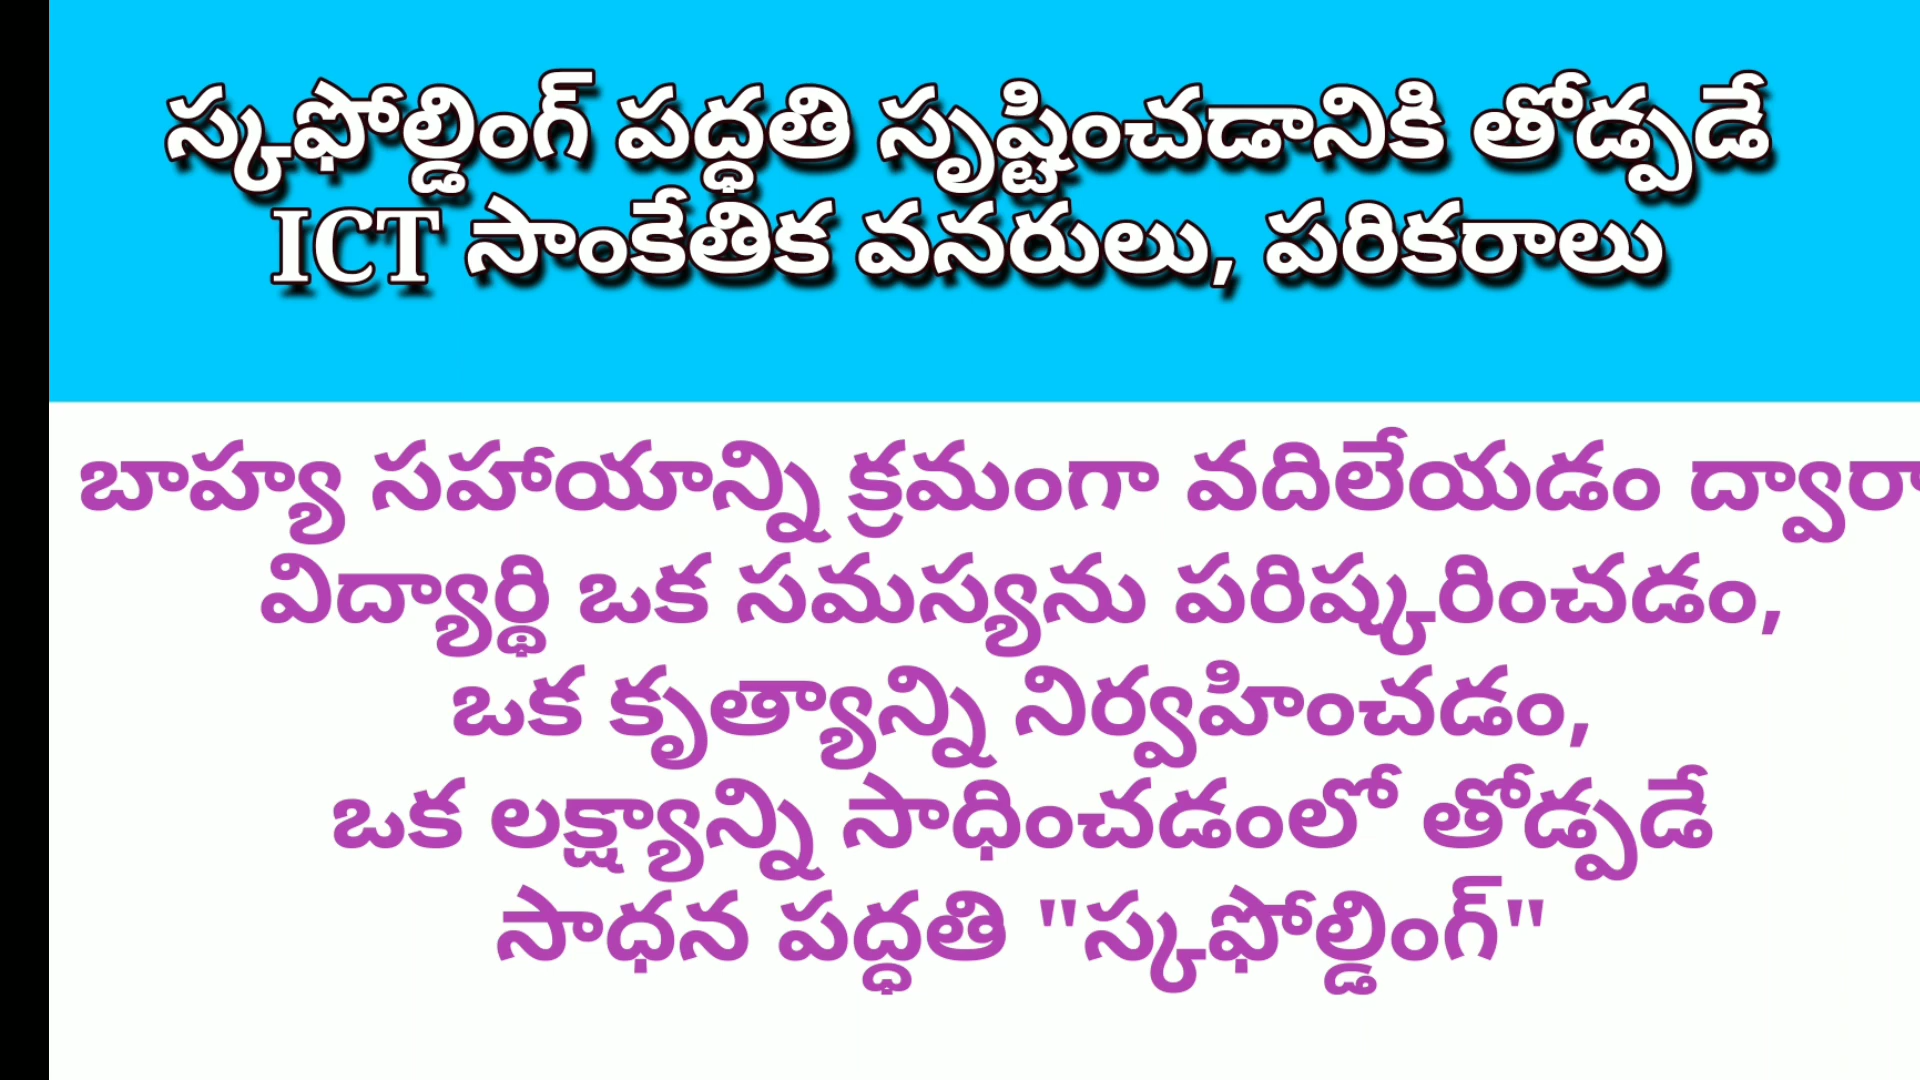 స్కఫోల్డింగ్ పద్ధతి సృష్టించడానికి తోడ్పడే
ICT సాంకేతిక వనరులు, పరికరాలు
బాహ్య సహాయాన్ని క్రమంగా వదిలేయడం ద్వారా
విద్యార్థి ఒక సమస్యను పరిష్కరించడం,
ఒక కృత్యాన్ని నిర్వహించడం,
ఒక లక్ష్యాన్ని సాధించడంలో తోడ్పడే
సాధన పద్ధతి "స్కఫోల్డింగ్"